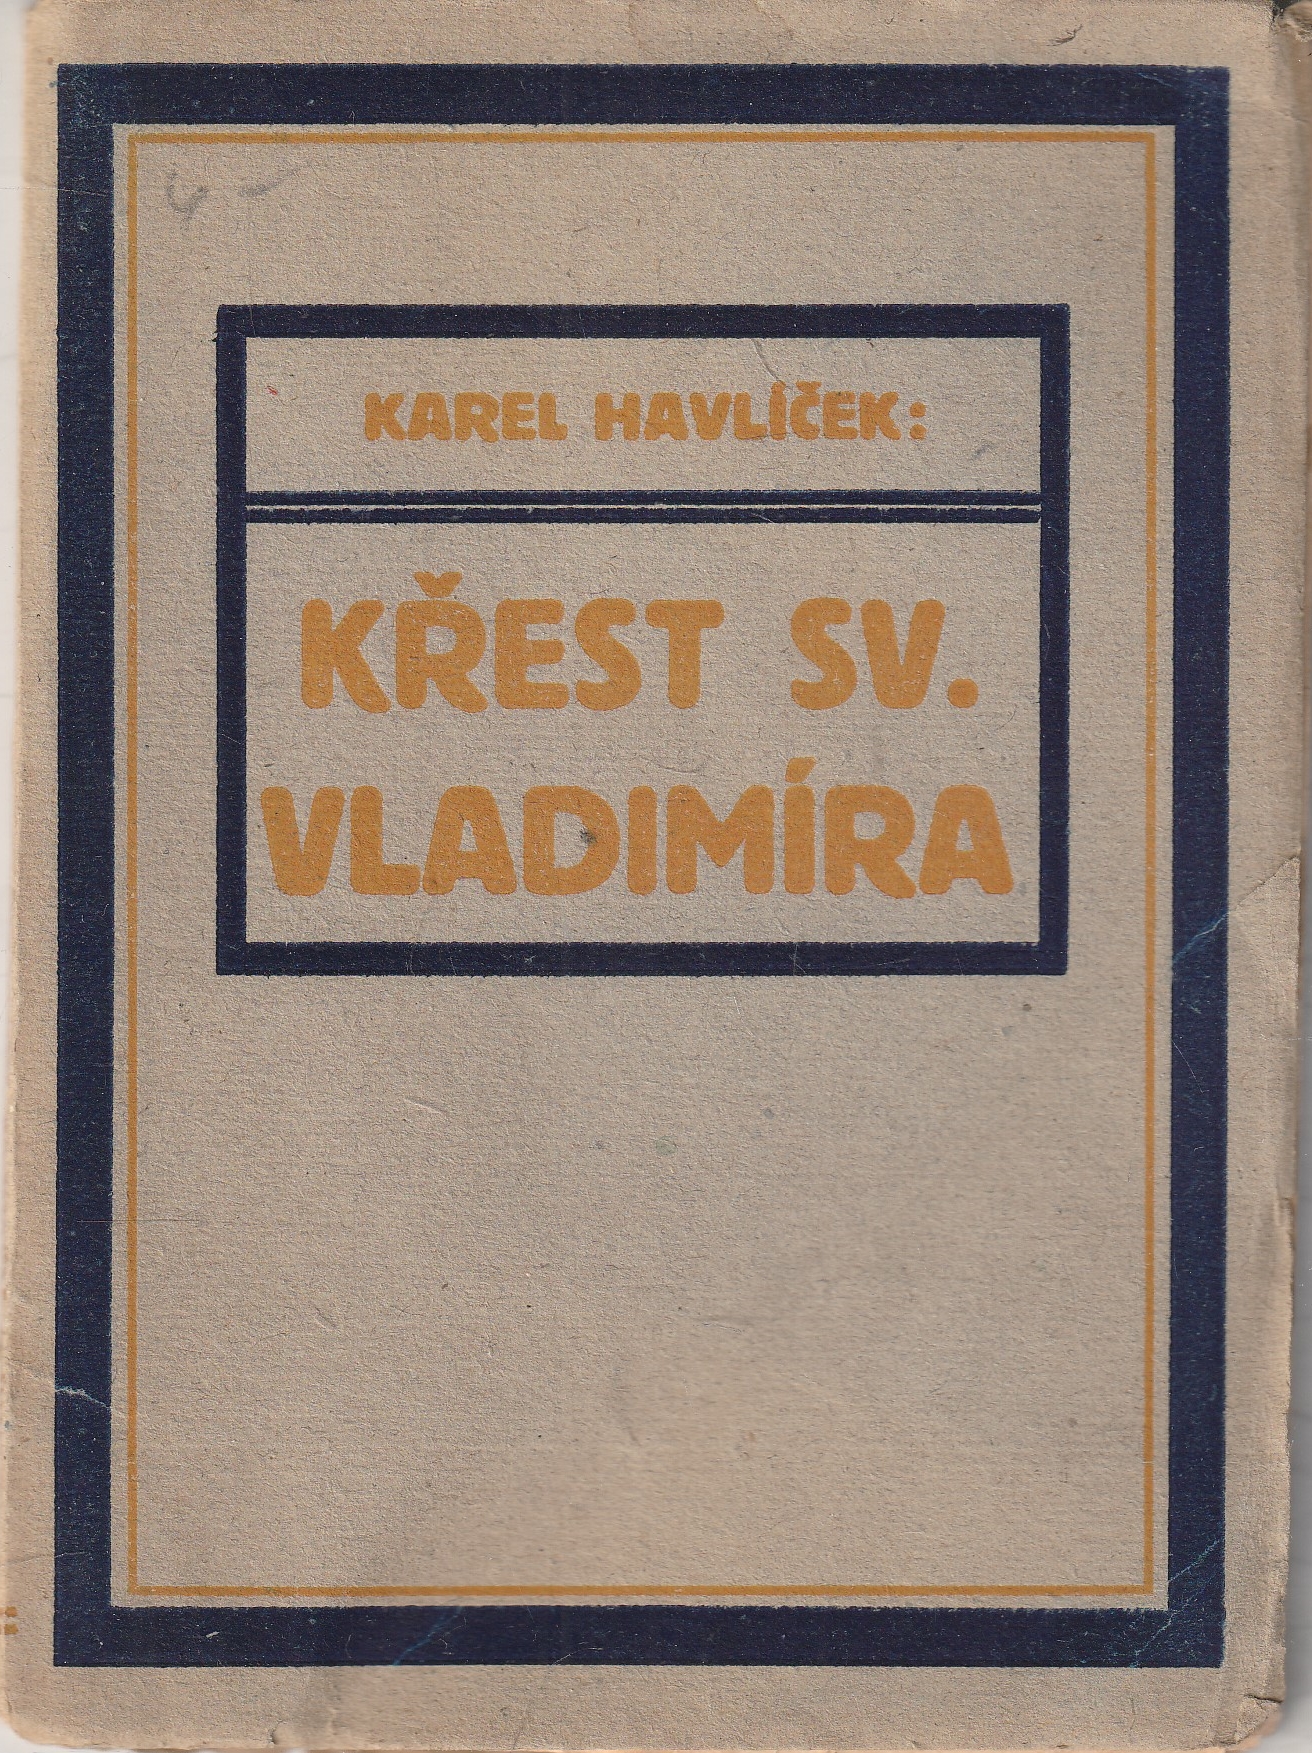 KAREL HAVLÍČEK:
KŘEST SV.
VLADIMÍRA